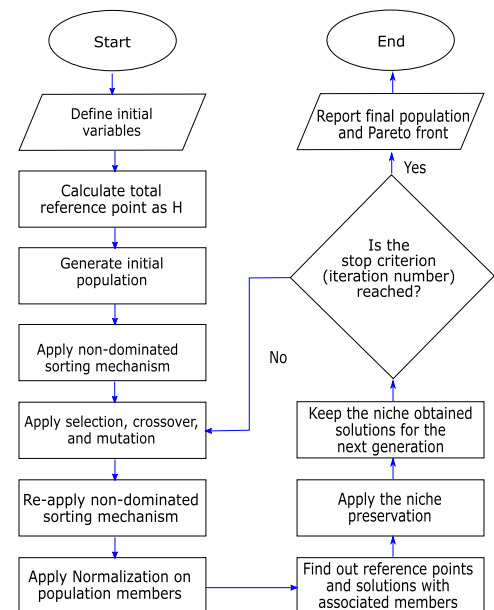 Start
Define initial
variables
Calculate total
reference point as H
Generate initial
population
Apply non-dominated
sorting mechanism
Apply selection, crossover,
and mutation
Re-apply non-dominated
sorting mechanism
Apply Normalization on
population members
Find out reference points
and solutions with
associated members
Apply the niche
preservation
Keep the niche obtained
solutions for the
next generation
Is the
stop criterion
(iteration number)
reached?
No
Yes
Report final population
and Pareto front
End